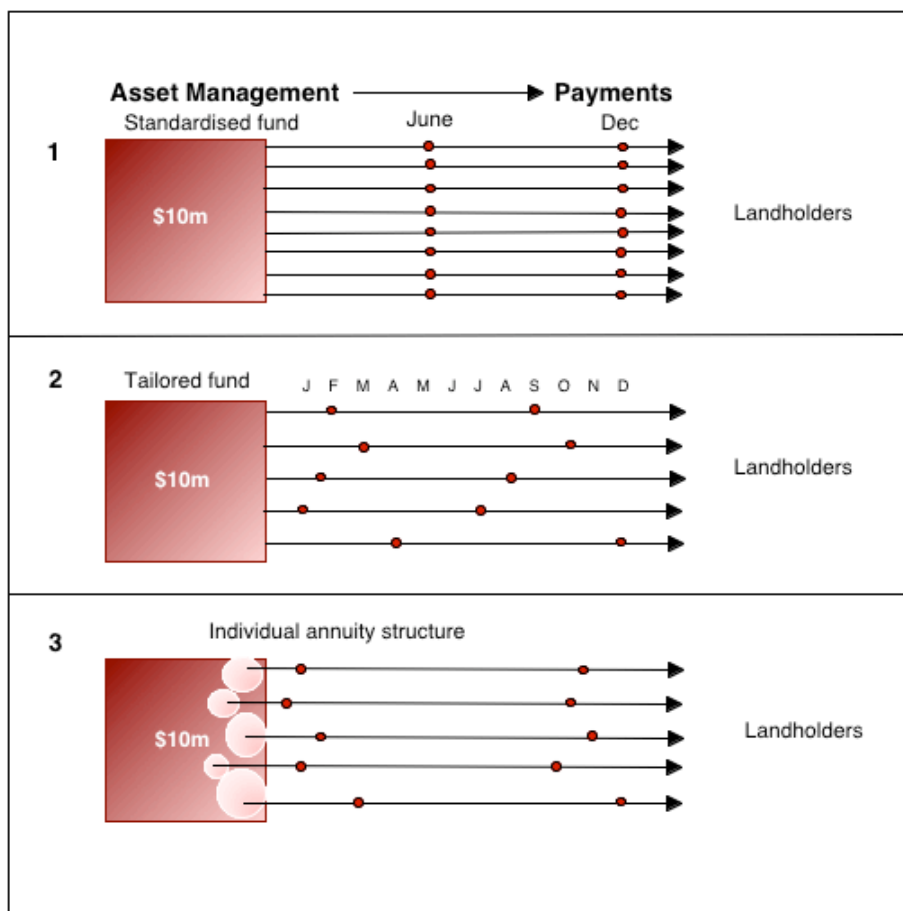 Asset Management Payments
Standardised fund June Dec
1
$10m Landholders
2 Tailored fund J F M A M J J A S O N D
$10m Landholders
3 Individual annuity structure
$10m Landholders